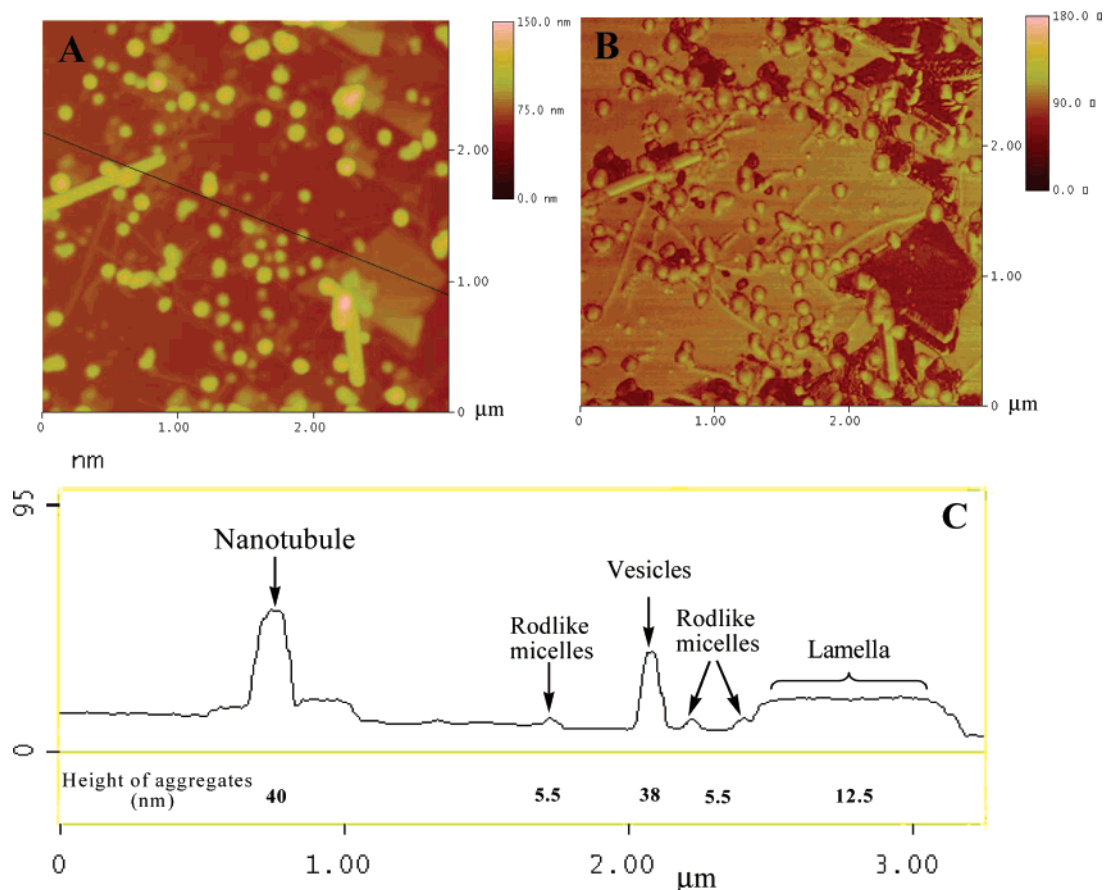 A
150.0 nm
75.0 nm
0.0 nm
2.00
1.00
0
μm
0
1.00
2.00
B
180.0
90.0
0.0
2.00
1.00
0
μm
0
1.00
2.00
nm
95
0
C
Nanotubule
Rodlike
micelles
Vesicles
Rodlike
micelles
Lamella
Height of aggregates
(nm)
40
5.5
38
5.5
12.5
0
1.00
2.00
3.00
μm